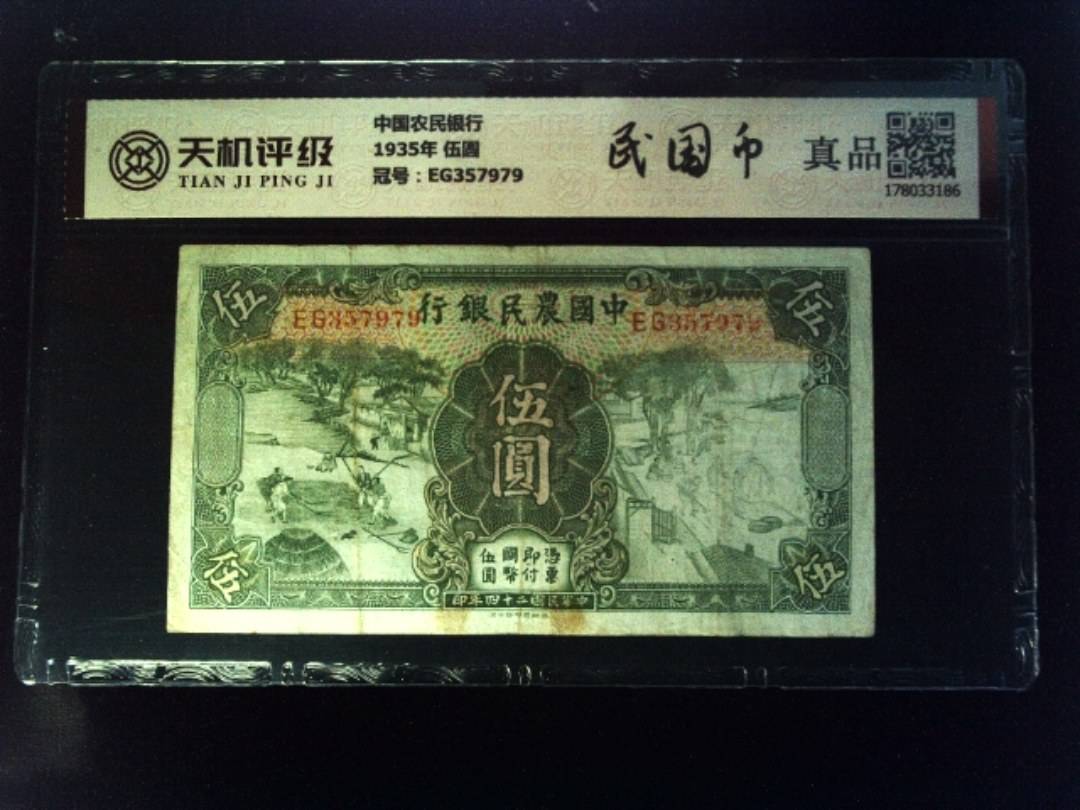 天机评级
TIAN JI PING JI
中国农民银行
1935年 伍圆
冠号：EG357979
民国币
真品
178033186
伍
伍
中國農民銀行
EG357979
EG357979
伍圓
憑票
即付
國幣
伍圓
中華民國二十四年印
伍
伍